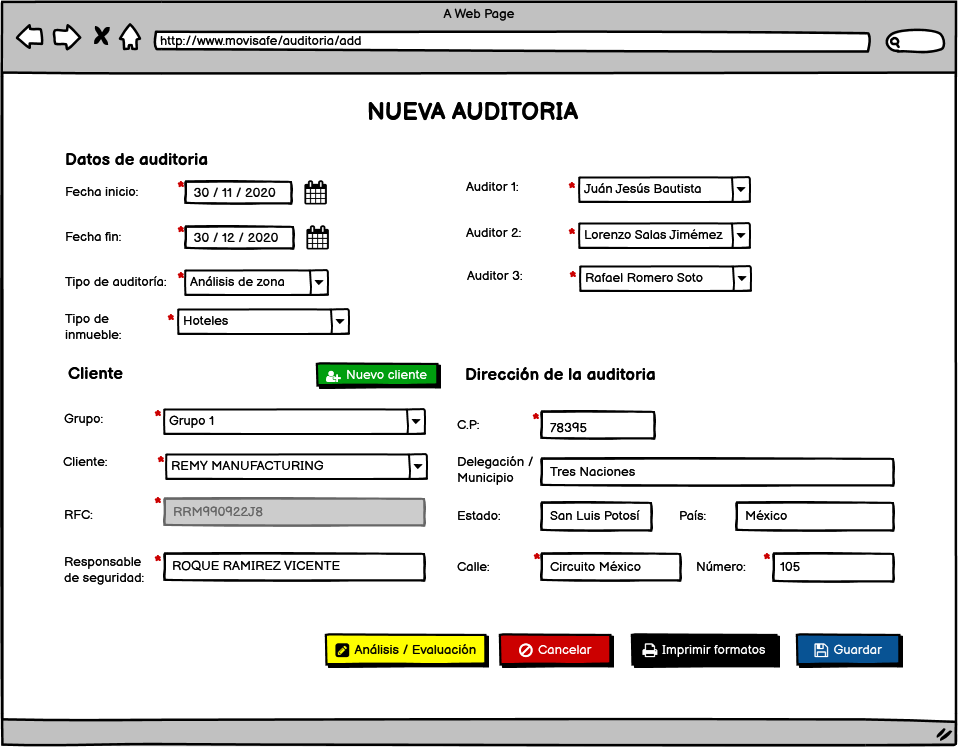 A Web Page
http://www.movisafe/auditoria/add
NUEVA AUDITORIA
Datos de auditoria
Fecha inicio: * 30 / 11 / 2020
Auditor 1: * Juán Jesús Bautista
Fecha fin: * 30 / 12 / 2020
Auditor 2: * Lorenzo Salas Jimémez
Tipo de auditoría: * Análisis de zona
Auditor 3: * Rafael Romero Soto
Tipo de
inmueble: * Hoteles
Cliente
Nuevo cliente
Dirección de la auditoria
Grupo: * Grupo 1
C.P: * 78395
Cliente: * REMY MANUFACTURING
Delegación /
Municipio
Tres Naciones
RFC: * RRM990922J8
Estado: San Luis Potosí
País: México
Responsable
de seguridad: * ROQUE RAMIREZ VICENTE
Calle: * Circuito México
Número: * 105
Análisis / Evaluación
Cancelar
Imprimir formatos
Guardar